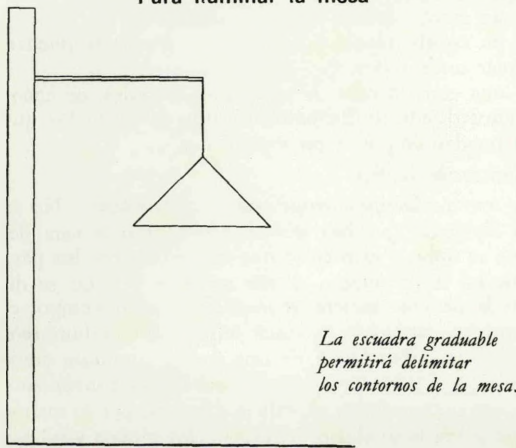 Para iluminar la mesa
La escuadra graduable
permitirá delimitar
los contornos de la mesa.